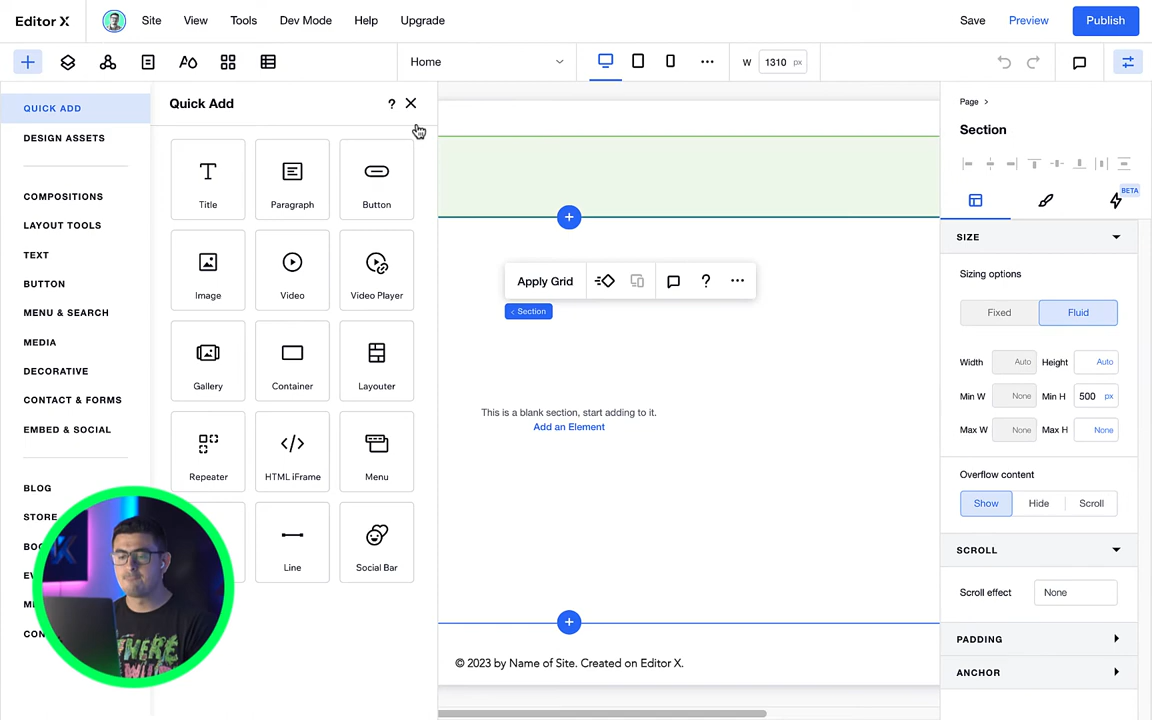 Editor X
Site
View
Tools
Dev Mode
Help
Upgrade
Save
Preview
Publish
Home
W
1310 px
QUICK ADD
DESIGN ASSETS
COMPOSITIONS
LAYOUT TOOLS
TEXT
BUTTON
MENU & SEARCH
MEDIA
DECORATIVE
CONTACT & FORMS
EMBED & SOCIAL
BLOG
STORE
Quick Add
?
Title
Paragraph
Button
Image
Video
Video Player
Gallery
Container
Layouter
Repeater
HTML iFrame
Menu
Line
Social Bar
Apply Grid
?
< Section
This is a blank section, start adding to it.
Add an Element
© 2023 by Name of Site. Created on Editor X.
Page >
Section
BETA
SIZE
Sizing options
Fixed
Fluid
Width Auto Height Auto
Min W None Min H 500 px
Max W None Max H None
Overflow content
Show
Hide
Scroll
SCROLL
Scroll effect
None
PADDING
ANCHOR